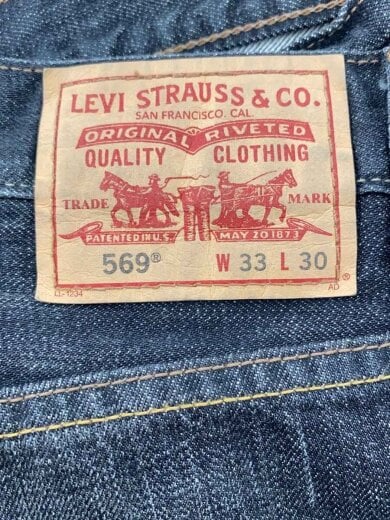 LEVI STRAUSS & CO.
SAN FRANCISCO. CAL.
ORIGINAL RIVETED
QUALITY CLOTHING
TRADE MARK
PATENTED IN U.S. MAY 20 1873
569® W 33 L 30
AD ®